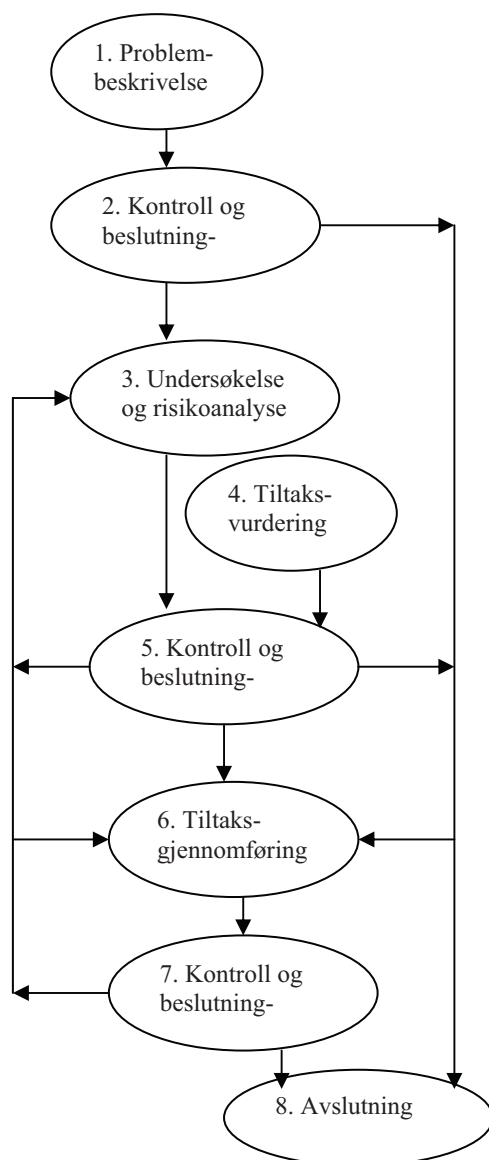 1. Problem-
beskrivelse
2. Kontroll og
beslutning-
3. Undersøkelse
og risikoanalyse
4. Tiltaks-
vurdering
5. Kontroll og
beslutning-
6. Tiltaks-
gjennomføring
7. Kontroll og
beslutning-
8. Avslutning